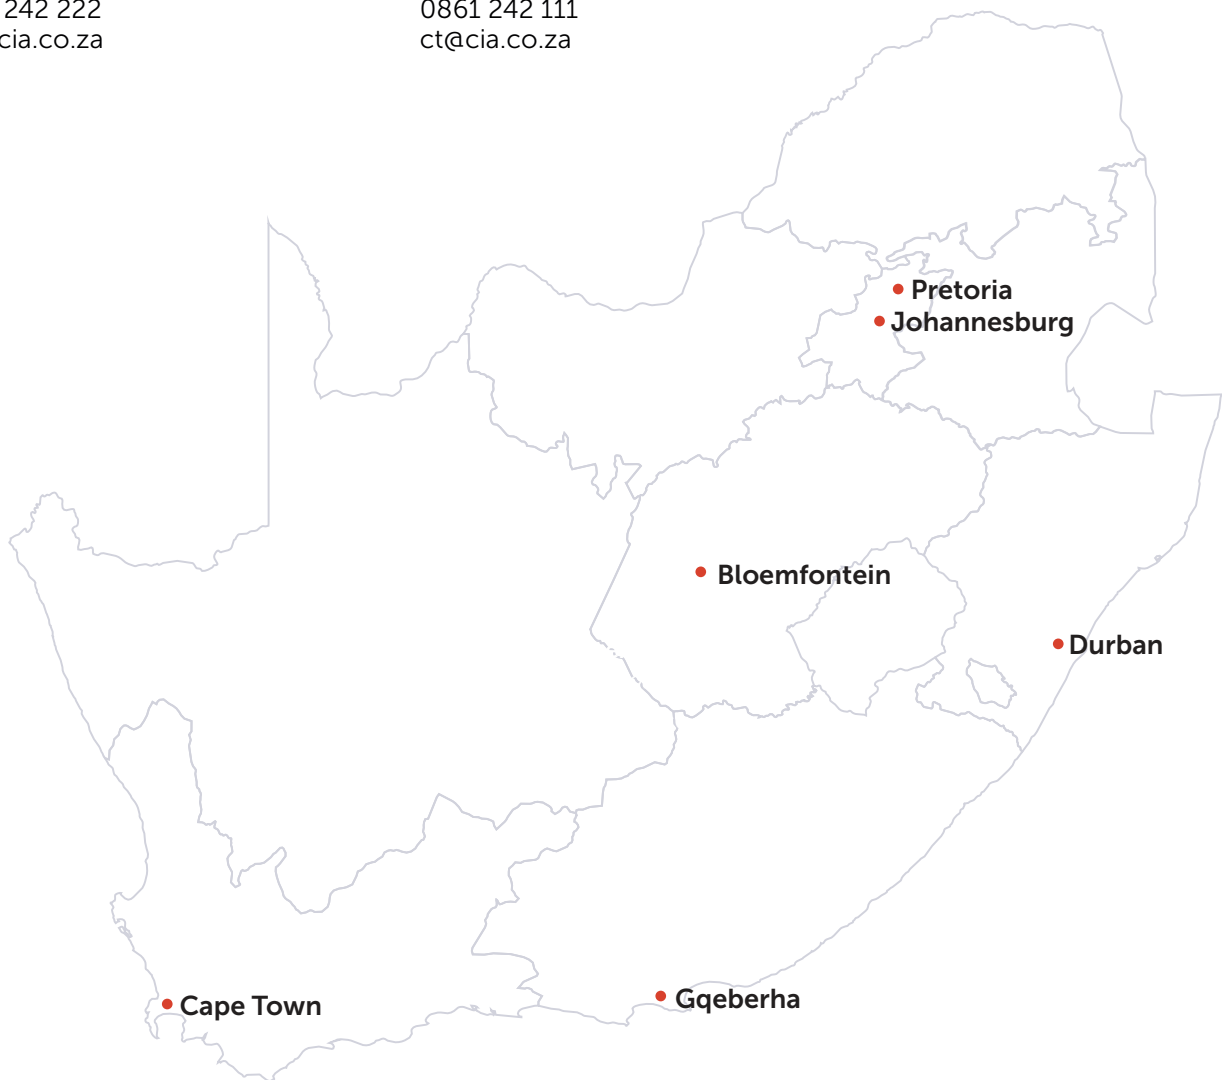 242 222
cia.co.za
0861 242 111
ct@cia.co.za
Pretoria
Johannesburg
Bloemfontein
Durban
Cape Town
Gqeberha